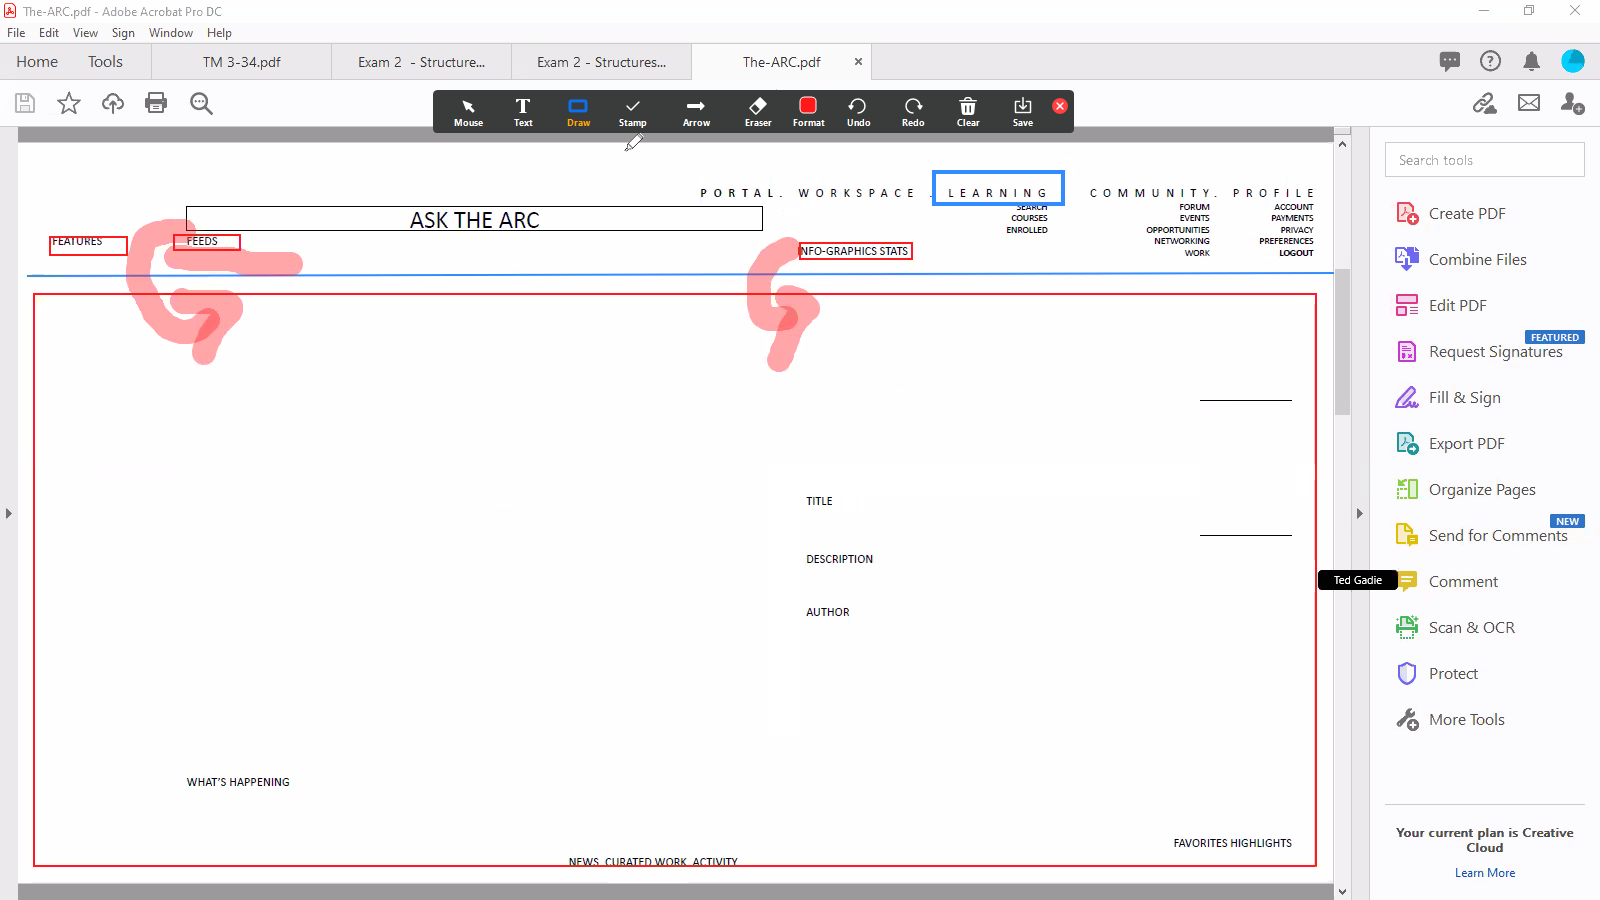 The-ARC.pdf - Adobe Acrobat Pro DC
File Edit View Sign Window Help
Home Tools TM 3-34.pdf Exam 2 - Structure... Exam 2 - Structures... The-ARC.pdf
Mouse Text Draw Stamp Arrow Eraser Format Undo Redo Clear Save
Search tools
PORTAL. WORKSPACE . LEARNING COMMUNITY. PROFILE
ASK THE ARC
SEARCH
COURSES
ENROLLED
FORUM
EVENTS
OPPORTUNITIES
NETWORKING
WORK
ACCOUNT
PAYMENTS
PRIVACY
PREFERENCES
LOGOUT
FEATURES FEEDS INFO-GRAPHICS STATS
TITLE
DESCRIPTION
AUTHOR
WHAT'S HAPPENING
FAVORITES HIGHLIGHTS
NEWS, CURATED WORK, ACTIVITY
Create PDF
Combine Files
Edit PDF
FEATURED
Request Signatures
Fill & Sign
Export PDF
Organize Pages
NEW
Send for Comments
Ted Gadie
Comment
Scan & OCR
Protect
More Tools
Your current plan is Creative
Cloud
Learn More